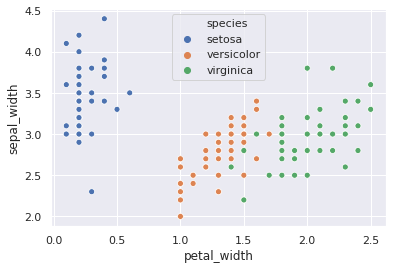 species
setosa
versicolor
virginica
4.5
4.0
3.5
3.0
2.5
2.0
sepal_width
0.0 0.5 1.0 1.5 2.0 2.5
petal_width